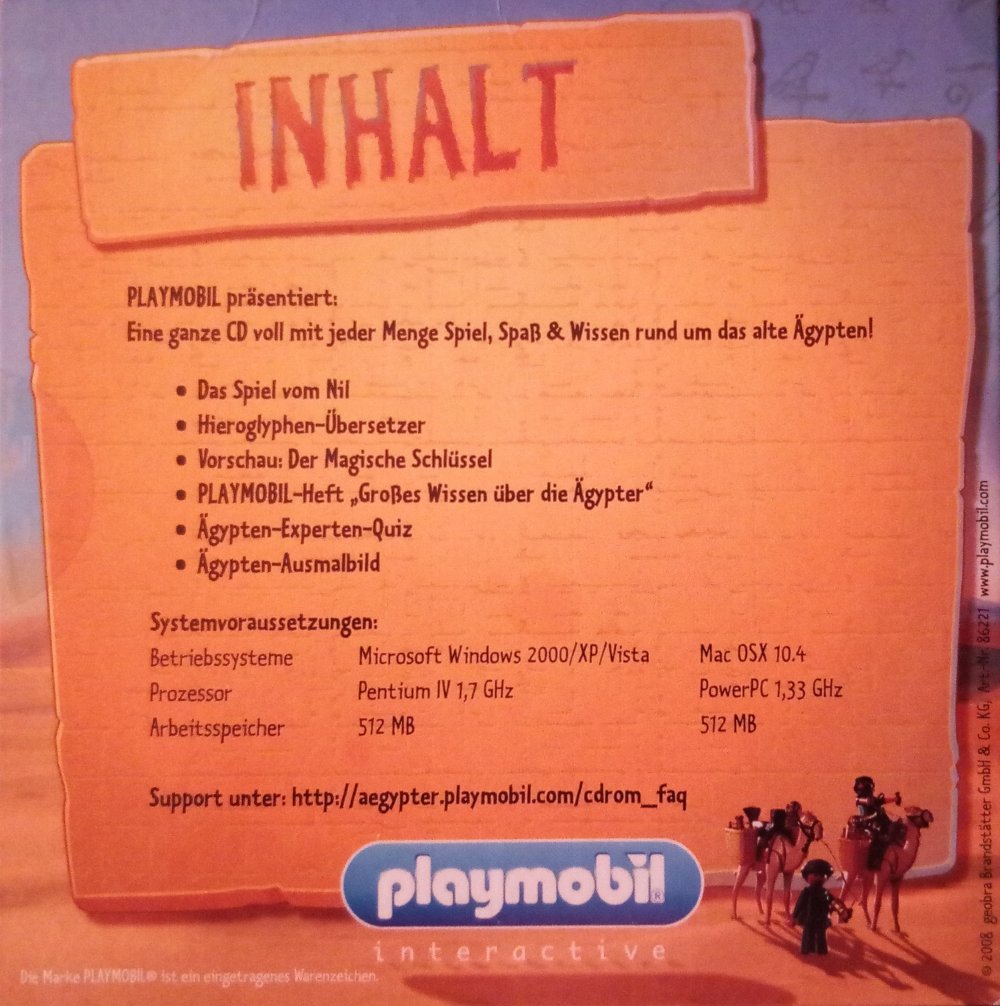 INHALT
PLAYMOBIL präsentiert:
Eine ganze CD voll mit jeder Menge Spiel, Spaß & Wissen rund um das alte Ägypten!
• Das Spiel vom Nil
• Hieroglyphen-Übersetzer
• Vorschau: Der Magische Schlüssel
• PLAYMOBIL-Heft „Großes Wissen über die Ägypter“
• Ägypten-Experten-Quiz
• Ägypten-Ausmalbild
Systemvoraussetzungen:
Betriebssysteme Microsoft Windows 2000/XP/Vista Mac OSX 10.4
Prozessor Pentium IV 1,7 GHz PowerPC 1,33 GHz
Arbeitsspeicher 512 MB 512 MB
Support unter: http://aegypter.playmobil.com/cdrom_faq
playmobil®
interactive
Die Marke PLAYMOBIL® ist ein eingetragenes Warenzeichen.
© 2008 geobra Brandstätter GmbH & Co. KG, Art.-Nr. 86221 www.playmobil.com